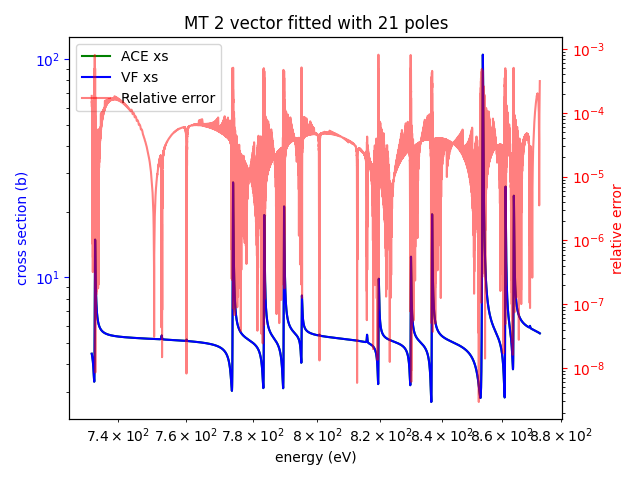 MT 2 vector fitted with 21 poles
ACE xs
VF xs
Relative error
cross section (b)
10²
10¹
relative error
10⁻³
10⁻⁴
10⁻⁵
10⁻⁶
10⁻⁷
10⁻⁸
7.4 × 10² 7.6 × 10² 7.8 × 10² 8 × 10² 8.2 × 10² 8.4 × 10² 8.6 × 10² 8.8 × 10²
energy (eV)